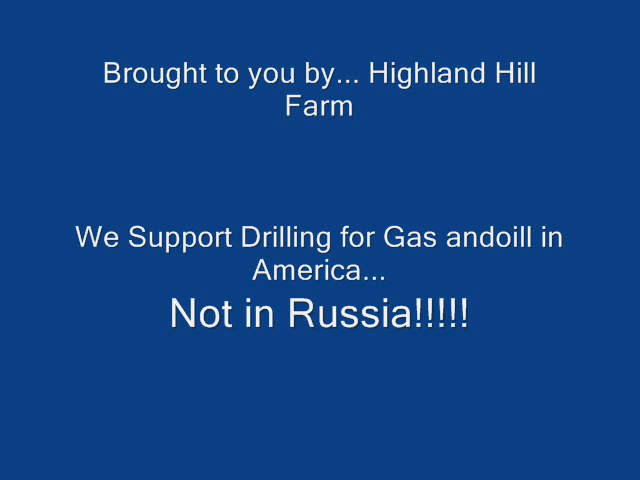 Brought to you by... Highland Hill
Farm
We Support Drilling for Gas andoill in
America...
Not in Russia!!!!!